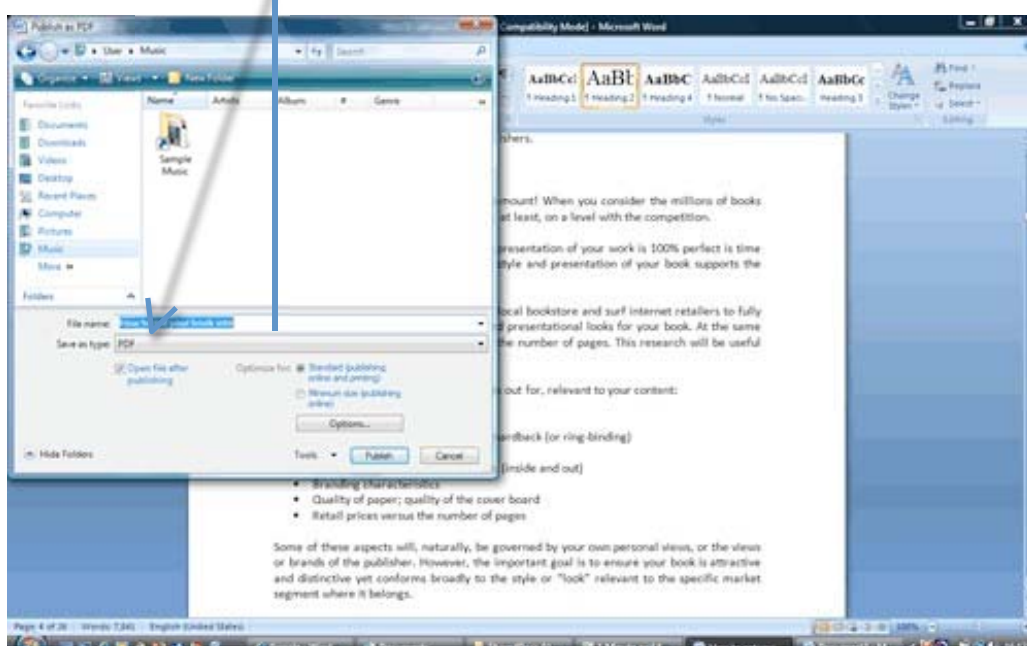 Publish as PDF
Compatibility Mode] - Microsoft Word
User ▸ Music
Search
Organize Views New Folder
Favorite Links
Name Artists Album # Genre
Documents
Downloads
Videos
Desktop
Recent Places
Computer
Pictures
Music
More »
Folders
Sample
Music
File name:
Save as type: PDF
Open file after
publishing
Optimize for: Standard (publishing
online and printing)
Minimum size (publishing
online)
Options...
Hide Folders
Tools Publish Cancel
AaBbCcI AaBb AaBbC AaBbCcI AaBbCcI AaBbCc
Heading 1 Heading 2 Heading 4 Normal No Spaci... Heading 3
Change
Styles
Styles
Find
Replace
Select
Editing
shers.
mount! When you consider the millions of books
at least, on a level with the competition.
presentation of your work is 100% perfect is time
style and presentation of your book supports the
local bookstore and surf internet retailers to fully
presentational looks for your book. At the same
the number of pages. This research will be useful
out for, relevant to your content:
ardback (or ring-binding)
(inside and out)
• Branding characteristics
• Quality of paper; quality of the cover board
• Retail prices versus the number of pages
Some of these aspects will, naturally, be governed by your own personal views, or the views
or brands of the publisher. However, the important goal is to ensure your book is attractive
and distinctive yet conforms broadly to the style or "look" relevant to the specific market
segment where it belongs.
Page 4 of 26 Words: 7,041 English (United States)
100%